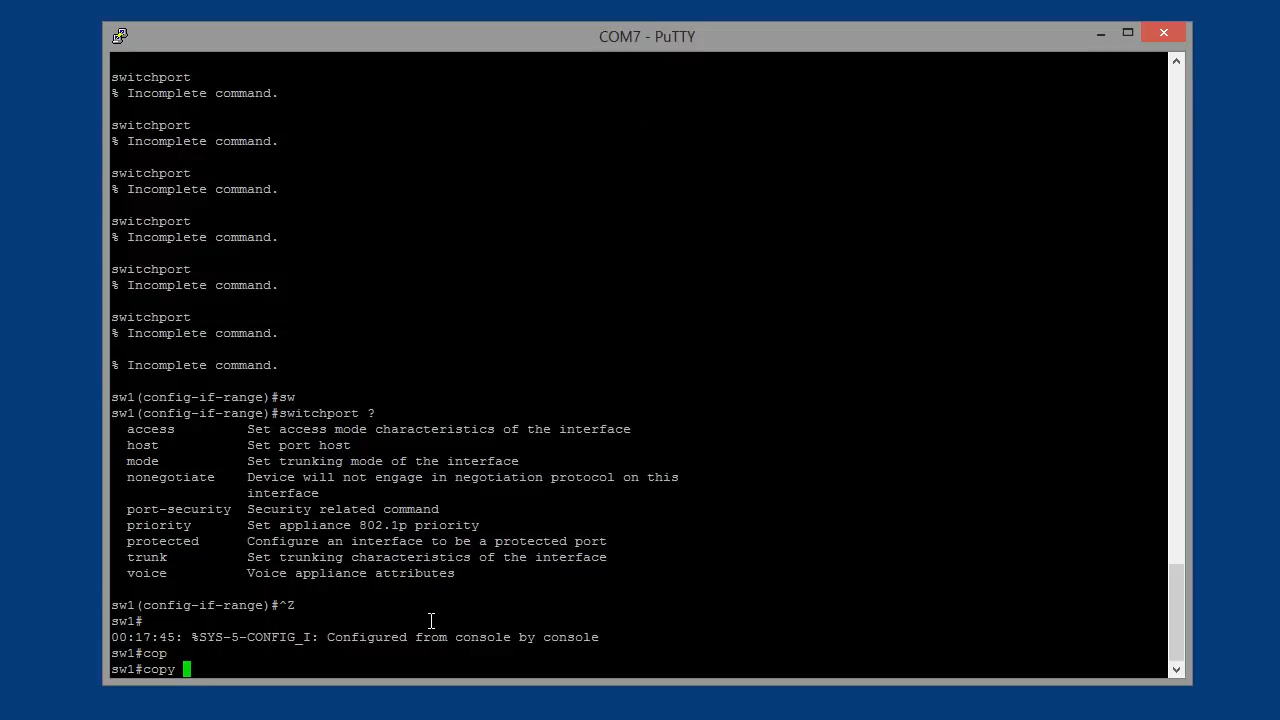 COM7 - PuTTY
switchport
% Incomplete command.
switchport
% Incomplete command.
switchport
% Incomplete command.
switchport
% Incomplete command.
switchport
% Incomplete command.
switchport
% Incomplete command.
% Incomplete command.
sw1(config-if-range)#sw
sw1(config-if-range)#switchport ?
access Set access mode characteristics of the interface
host Set port host
mode Set trunking mode of the interface
nonegotiate Device will not engage in negotiation protocol on this
interface
port-security Security related command
priority Set appliance 802.1p priority
protected Configure an interface to be a protected port
trunk Set trunking characteristics of the interface
voice Voice appliance attributes
sw1(config-if-range)#^Z
sw1#
00:17:45: %SYS-5-CONFIG_I: Configured from console by console
sw1#cop
sw1#copy